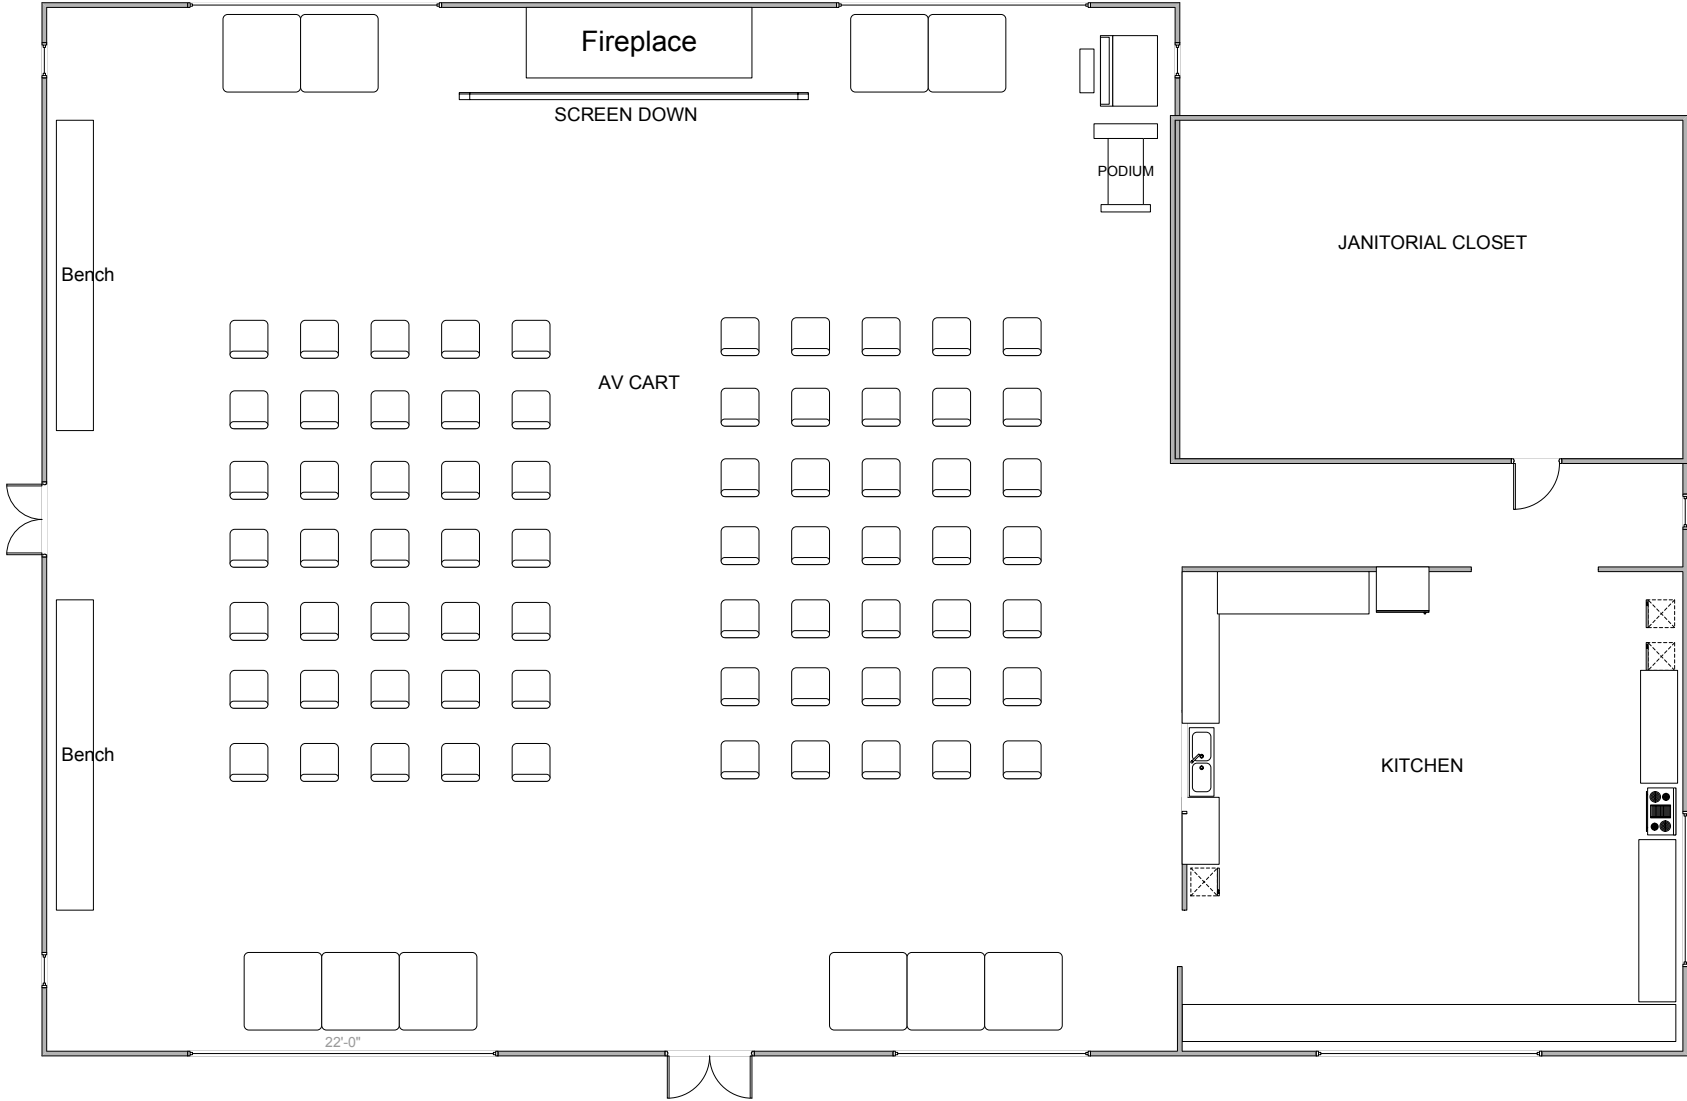 Fireplace
SCREEN DOWN
PODIUM
JANITORIAL CLOSET
Bench
AV CART
Bench
KITCHEN
22'-0"